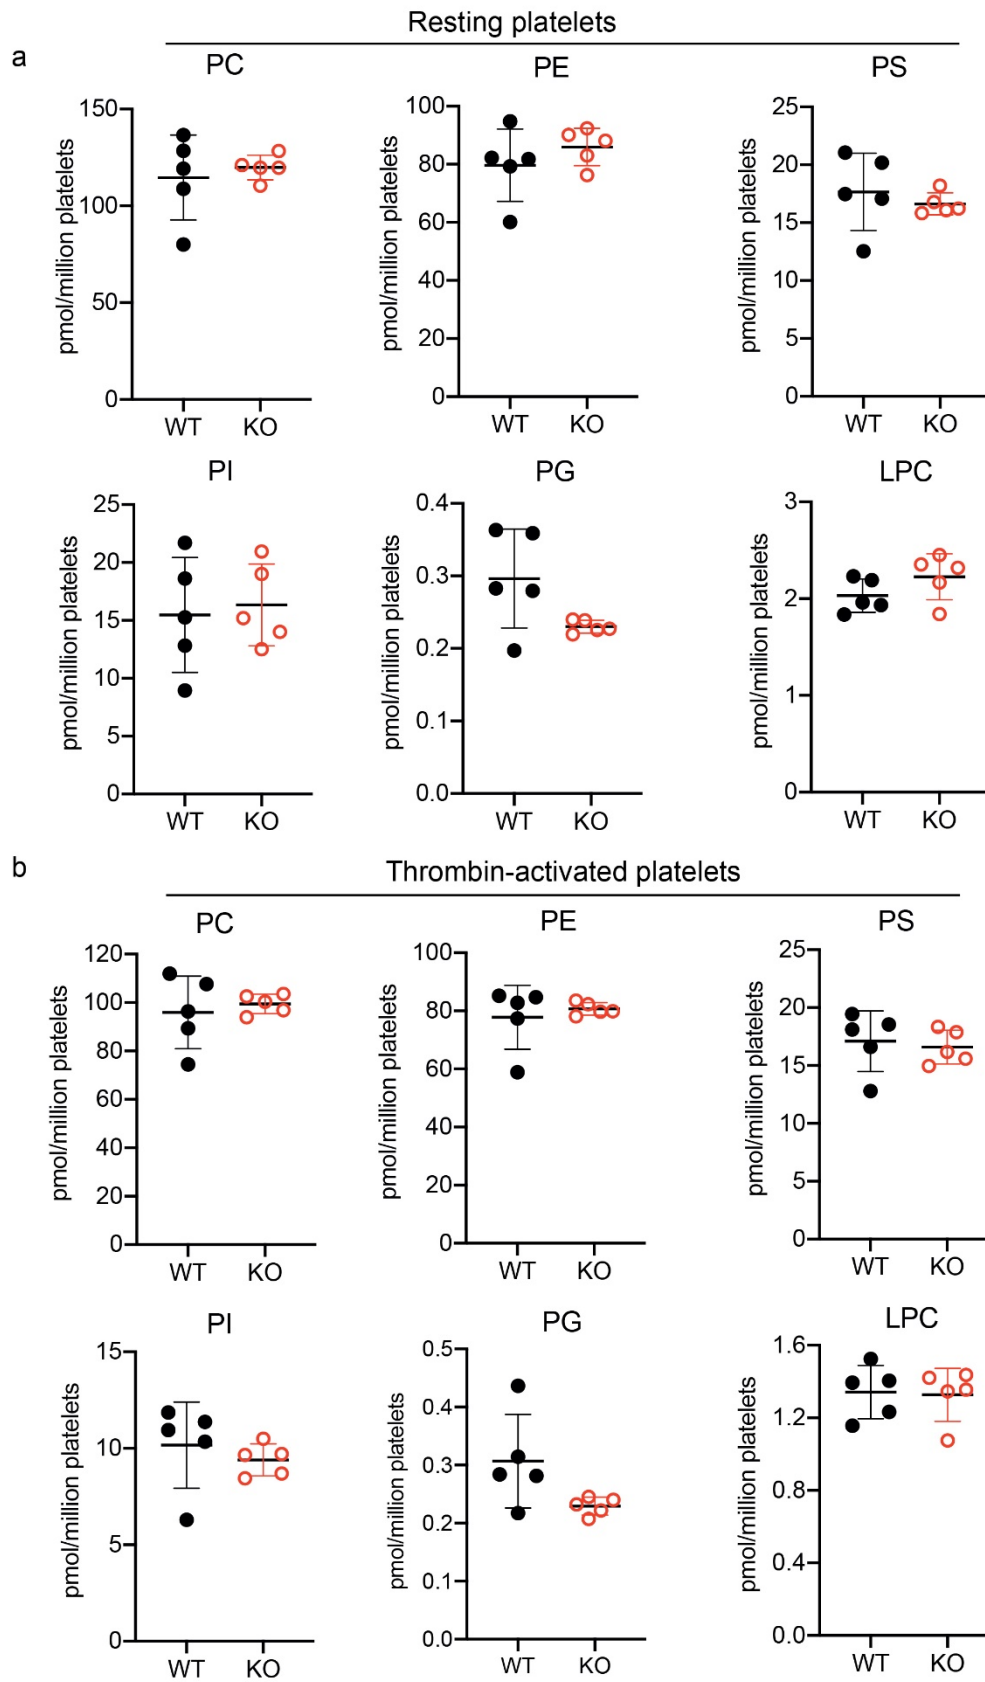 Resting platelets
a
PC
PE
PS
pmol/million platelets
150
100
50
0
WT KO
pmol/million platelets
100
80
60
40
20
0
WT KO
pmol/million platelets
25
20
15
10
5
0
WT KO
PI
PG
LPC
pmol/million platelets
25
20
15
10
5
0
WT KO
pmol/million platelets
0.4
0.3
0.2
0.1
0.0
WT KO
pmol/million platelets
3
2
1
0
WT KO
b
Thrombin-activated platelets
PC
PE
PS
pmol/million platelets
120
100
80
60
40
20
0
WT KO
pmol/million platelets
100
80
60
40
20
0
WT KO
pmol/million platelets
25
20
15
10
5
0
WT KO
PI
PG
LPC
pmol/million platelets
15
10
5
0
WT KO
pmol/million platelets
0.5
0.4
0.3
0.2
0.1
0.0
WT KO
pmol/million platelets
1.6
1.2
0.8
0.4
0.0
WT KO